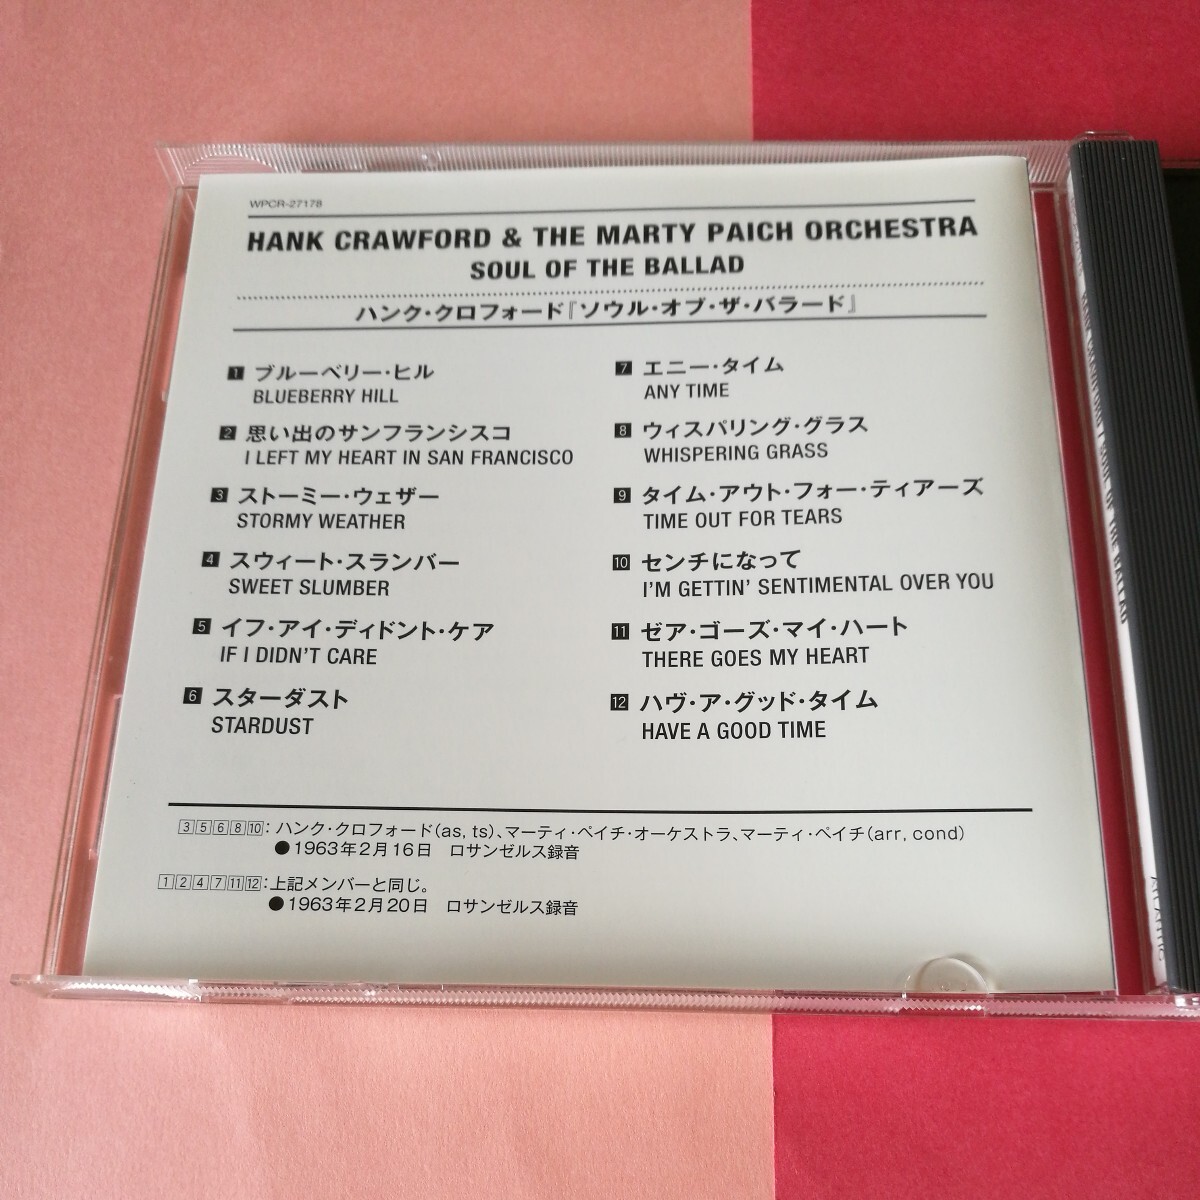 WPCR-27178
HANK CRAWFORD & THE MARTY PAICH ORCHESTRA
SOUL OF THE BALLAD
ハンク・クロフォード『ソウル・オブ・ザ・バラード』
1 ブルーベリー・ヒル
BLUEBERRY HILL
2 思い出のサンフランシスコ
I LEFT MY HEART IN SAN FRANCISCO
3 ストーミー・ウェザー
STORMY WEATHER
4 スウィート・スランバー
SWEET SLUMBER
5 イフ・アイ・ディドント・ケア
IF I DIDN'T CARE
6 スターダスト
STARDUST
7 エニー・タイム
ANY TIME
8 ウィスパリング・グラス
WHISPERING GRASS
9 タイム・アウト・フォー・ティアーズ
TIME OUT FOR TEARS
10 センチになって
I'M GETTIN' SENTIMENTAL OVER YOU
11 ゼア・ゴーズ・マイ・ハート
THERE GOES MY HEART
12 ハヴ・ア・グッド・タイム
HAVE A GOOD TIME
3 5 6 8 10：ハンク・クロフォード(as, ts)、マーティ・ペイチ・オーケストラ、マーティ・ペイチ(arr, cond)
●1963年2月16日　ロサンゼルス録音
1 2 4 7 11 12：上記メンバーと同じ。
●1963年2月20日　ロサンゼルス録音
HANK CRAWFORD / SOUL OF THE BALLAD